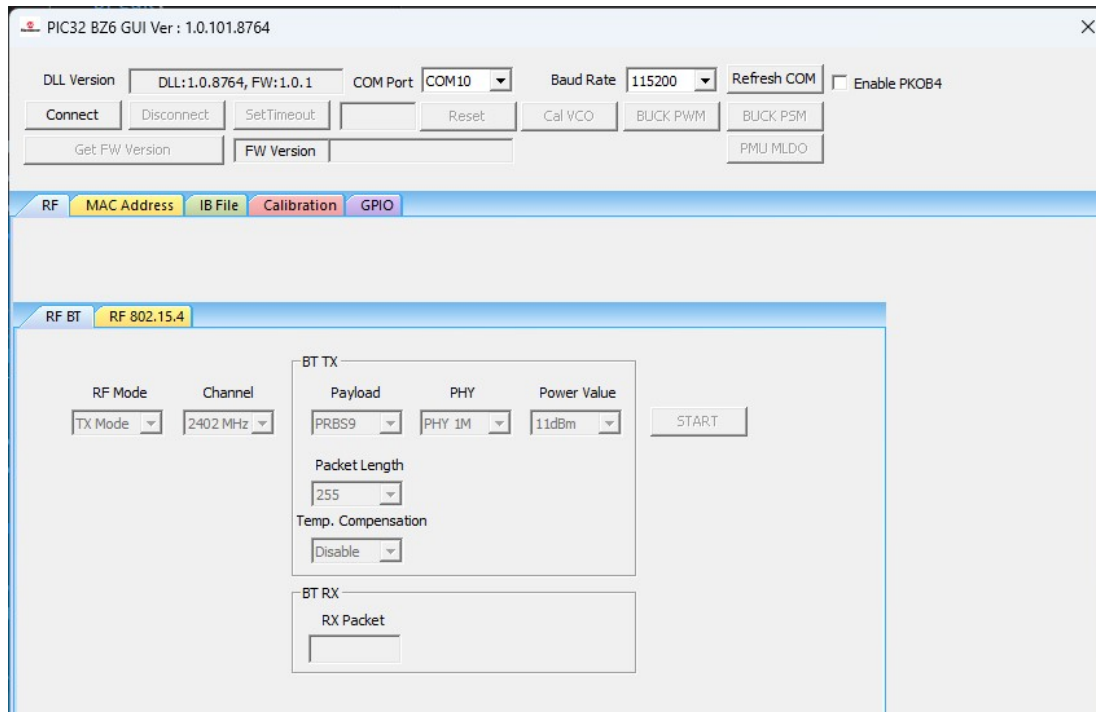 PIC32 BZ6 GUI Ver : 1.0.101.8764
DLL Version DLL:1.0.8764, FW:1.0.1 COM Port COM10 Baud Rate 115200 Refresh COM Enable PKOB4
Connect Disconnect SetTimeout Reset Cal VCO BUCK PWM BUCK PSM
Get FW Version FW Version PMU MLDO
RF MAC Address IB File Calibration GPIO
RF BT RF 802.15.4
BT TX
RF Mode Channel Payload PHY Power Value
TX Mode 2402 MHz PRBS9 PHY 1M 11dBm START
Packet Length
255
Temp. Compensation
Disable
BT RX
RX Packet